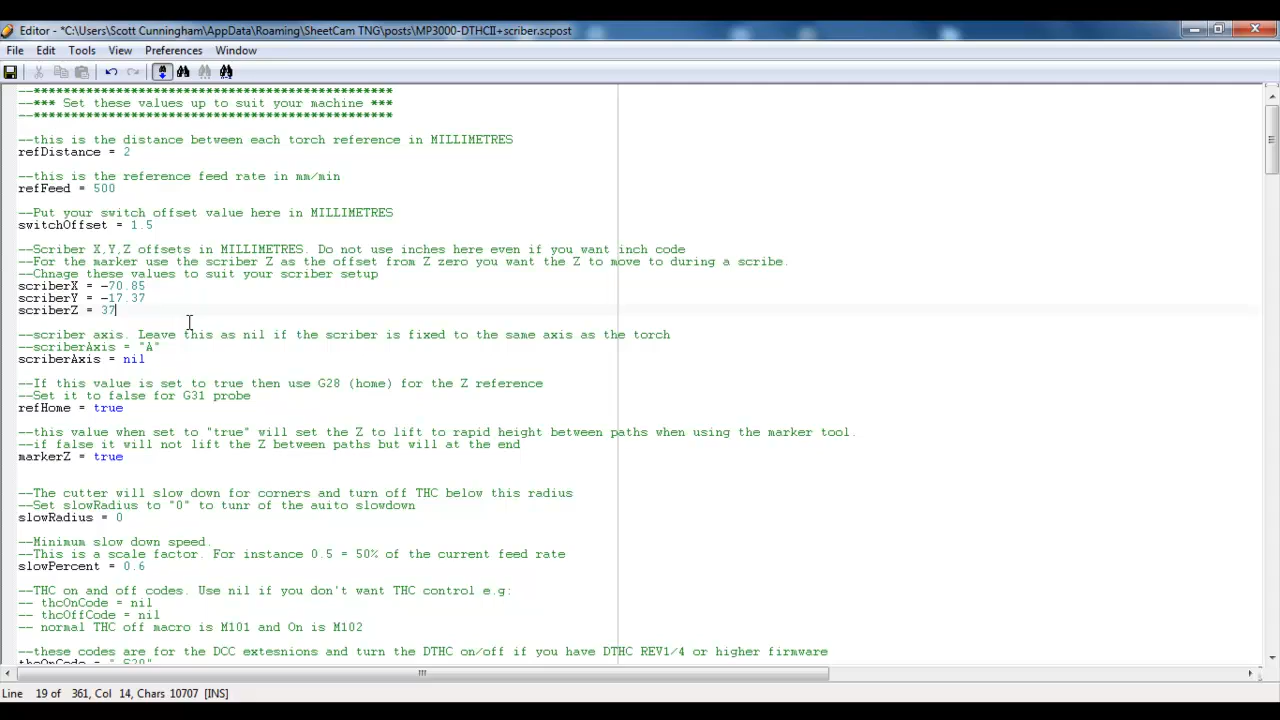 Editor - *C:\Users\Scott Cunningham\AppData\Roaming\SheetCam TNG\posts\MP3000-DTHCII+scriber.scpost
File Edit Tools View Preferences Window
--*******************************************
--*** Set these values up to suit your machine ***
--*******************************************
--this is the distance between each torch reference in MILLIMETRES
refDistance = 2
--this is the reference feed rate in mm/min
refFeed = 500
--Put your switch offset value here in MILLIMETRES
switchOffset = 1.5
--Scriber X,Y,Z offsets in MILLIMETRES. Do not use inches here even if you want inch code
--For the marker use the scriber Z as the offset from Z zero you want the Z to move to during a scribe.
--Chnage these values to suit your scriber setup
scriberX = -70.85
scriberY = -17.37
scriberZ = 37
--scriber axis. Leave this as nil if the scriber is fixed to the same axis as the torch
--scriberAxis = "A"
scriberAxis = nil
--If this value is set to true then use G28 (home) for the Z reference
--Set it to false for G31 probe
refHome = true
--this value when set to "true" will set the Z to lift to rapid height between paths when using the marker tool.
--if false it will not lift the Z between paths but will at the end
markerZ = true
--The cutter will slow down for corners and turn off THC below this radius
--Set slowRadius to "0" to tunr of the auito slowdown
slowRadius = 0
--Minimum slow down speed.
--This is a scale factor. For instance 0.5 = 50% of the current feed rate
slowPercent = 0.6
--THC on and off codes. Use nil if you don't want THC control e.g:
-- thcOnCode = nil
-- thcOffCode = nil
-- normal THC off macro is M101 and On is M102
--these codes are for the DCC extesnions and turn the DTHC on/off if you have DTHC REV1/4 or higher firmware
thcOnCode = " S20"
Line 19 of 361, Col 14, Chars 10707 [INS]